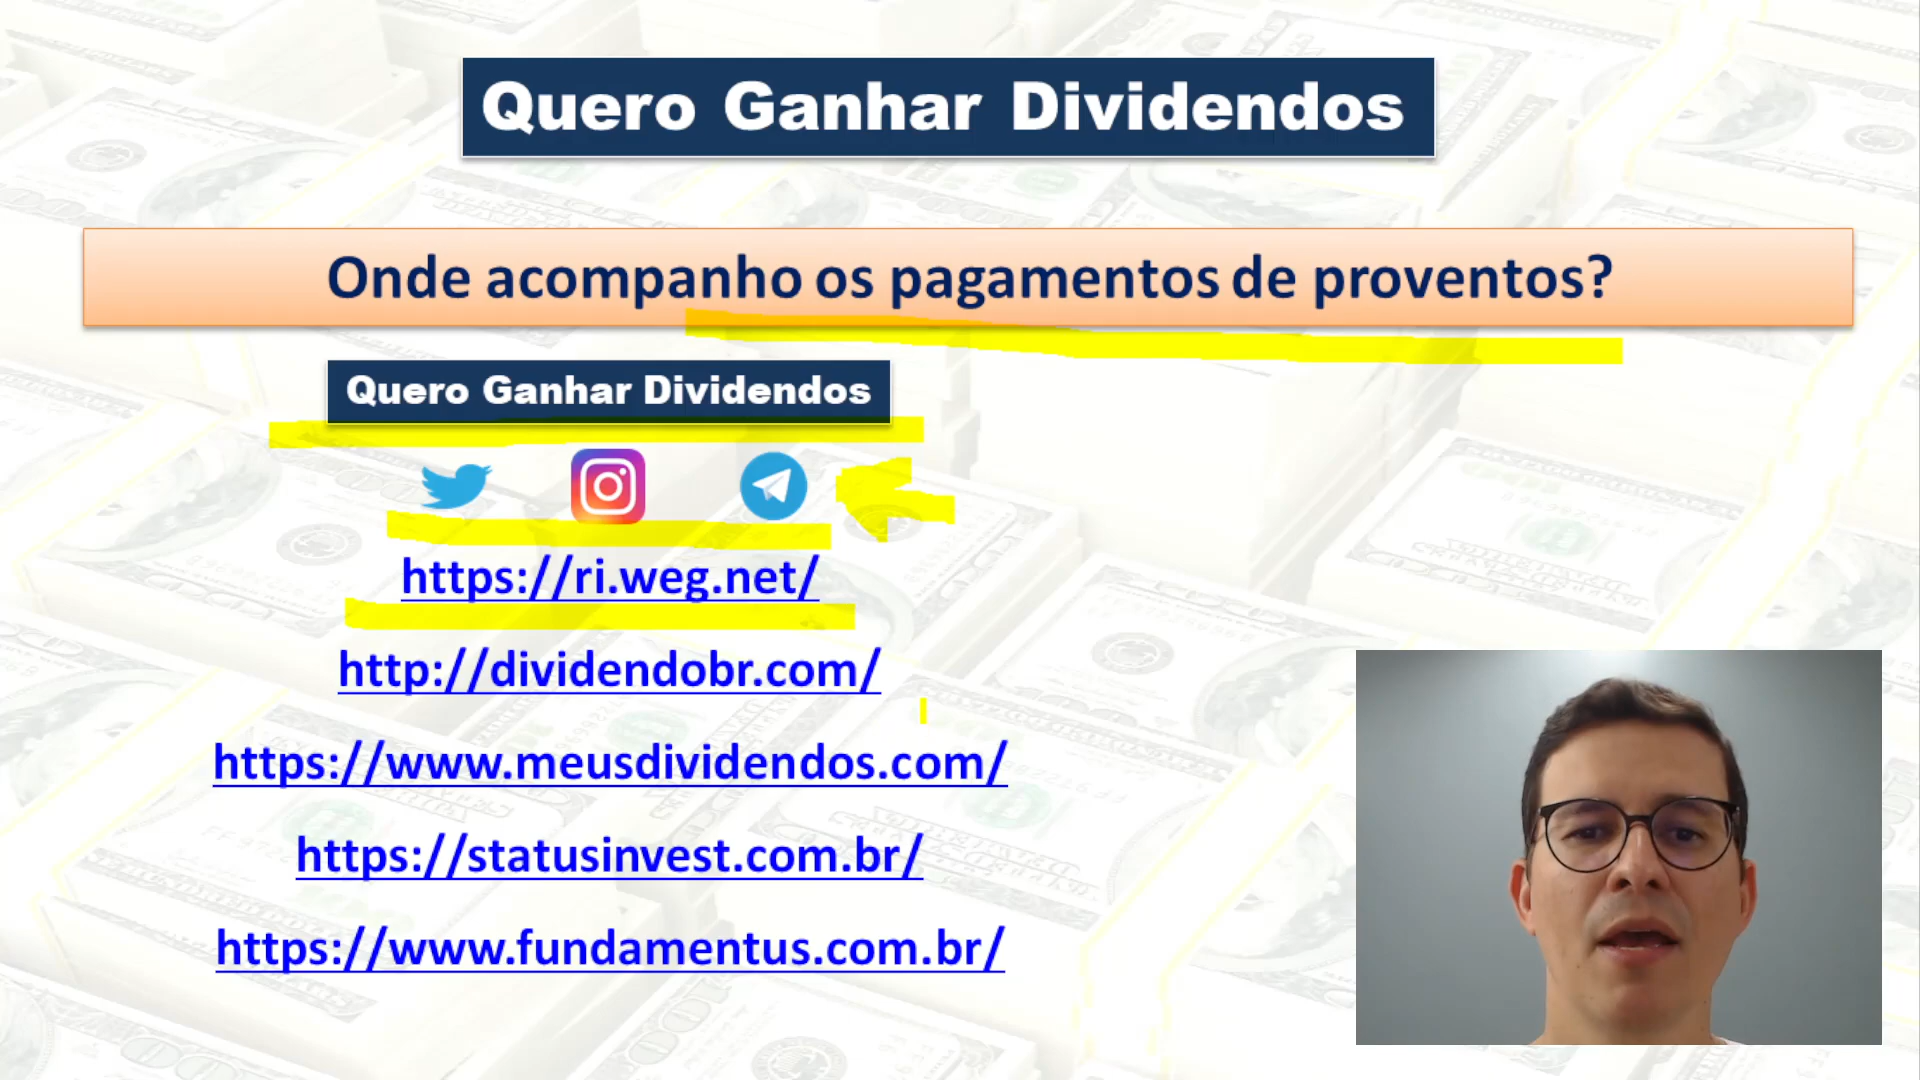 Quero Ganhar Dividendos
Onde acompanho os pagamentos de proventos?
Quero Ganhar Dividendos
https://ri.weg.net/
http://dividendobr.com/
https://www.meusdividendos.com/
https://statusinvest.com.br/
https://www.fundamentus.com.br/